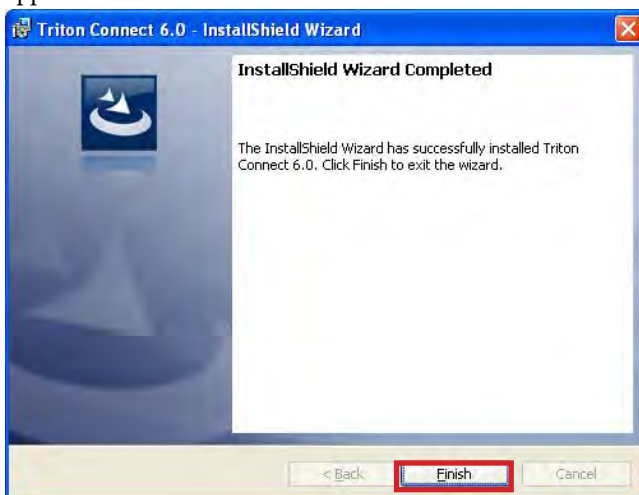 Triton Connect 6.0 - InstallShield Wizard
InstallShield Wizard Completed
The InstallShield Wizard has successfully installed Triton
Connect 6.0. Click Finish to exit the wizard.
< Back
Finish
Cancel